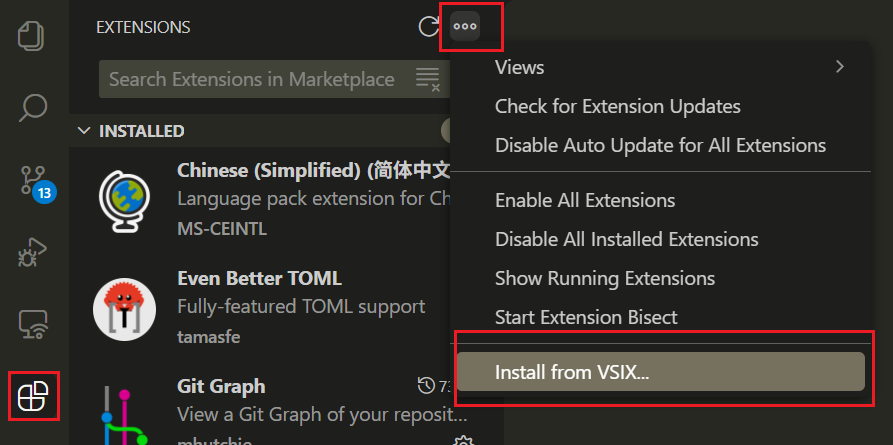 EXTENSIONS
Search Extensions in Marketplace
INSTALLED
Chinese (Simplified) (简体中文
Language pack extension for Ch
MS-CEINTL
Even Better TOML
Fully-featured TOML support
tamasfe
Git Graph
View a Git Graph of your reposit...
mhutchie
13
Views
Check for Extension Updates
Disable Auto Update for All Extensions
Enable All Extensions
Disable All Installed Extensions
Show Running Extensions
Start Extension Bisect
Install from VSIX...